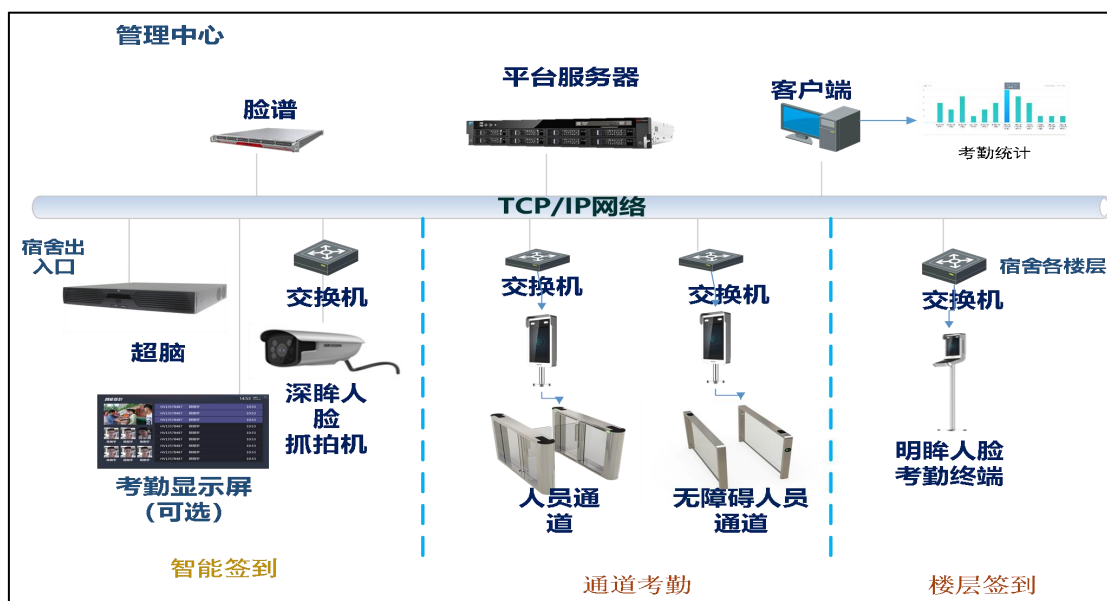 管理中心
脸谱
平台服务器
客户端
考勤统计
TCP/IP网络
宿舍出
入口
超脑
交换机
深眸人
脸
抓拍机
考勤显示屏
(可选)
智能签到
交换机
交换机
人员通
道
无障碍人员
通道
通道考勤
交换机
宿舍各楼层
明眸人脸
考勤终端
楼层签到